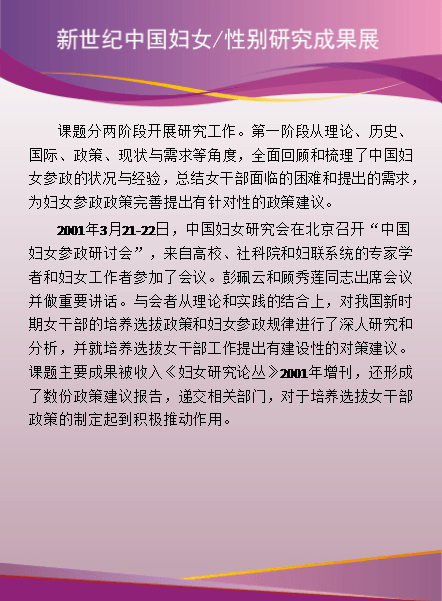 新世纪中国妇女/性别研究成果展
课题分两阶段开展研究工作。第一阶段从理论、历史、
国际、政策、现状与需求等角度，全面回顾和梳理了中国妇
女参政的状况与经验，总结女干部面临的困难和提出的需求，
为妇女参政政策完善提出有针对性的政策建议。
2001年3月21-22日，中国妇女研究会在北京召开“中国
妇女参政研讨会”，来自高校、社科院和妇联系统的专家学
者和妇女工作者参加了会议。彭珮云和顾秀莲同志出席会议
并做重要讲话。与会者从理论和实践的结合上，对我国新时
期女干部的培养选拔政策和妇女参政规律进行了深人研究和
分析，并就培养选拔女干部工作提出有建设性的对策建议。
课题主要成果被收入《妇女研究论丛》2001年增刊，还形成
了数份政策建议报告，递交相关部门，对于培养选拔女干部
政策的制定起到积极推动作用。